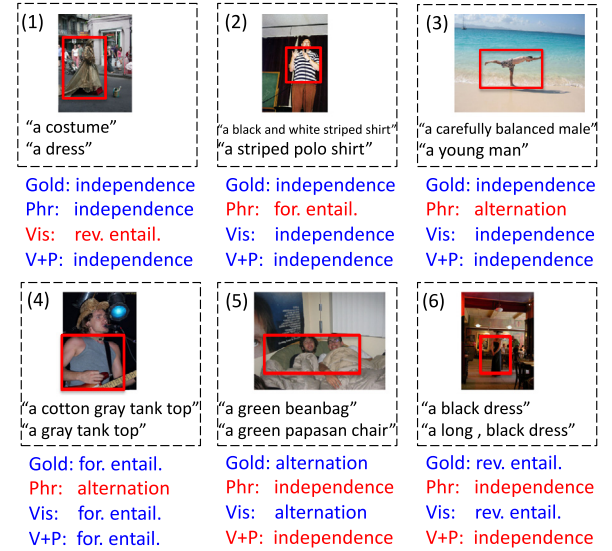 (1)
“a costume”
“a dress”
Gold: independence
Phr: independence
Vis: rev. entail.
V+P: independence
(2)
“a black and white striped shirt”
“a striped polo shirt”
Gold: independence
Phr: for. entail.
Vis: independence
V+P: independence
(3)
“a carefully balanced male”
“a young man”
Gold: independence
Phr: alternation
Vis: independence
V+P: independence
(4)
“a cotton gray tank top”
“a gray tank top”
Gold: for. entail.
Phr: alternation
Vis: for. entail.
V+P: for. entail.
(5)
“a green beanbag”
“a green papasan chair”
Gold: alternation
Phr: independence
Vis: alternation
V+P: independence
(6)
“a black dress”
“a long , black dress”
Gold: rev. entail.
Phr: independence
Vis: rev. entail.
V+P: independence